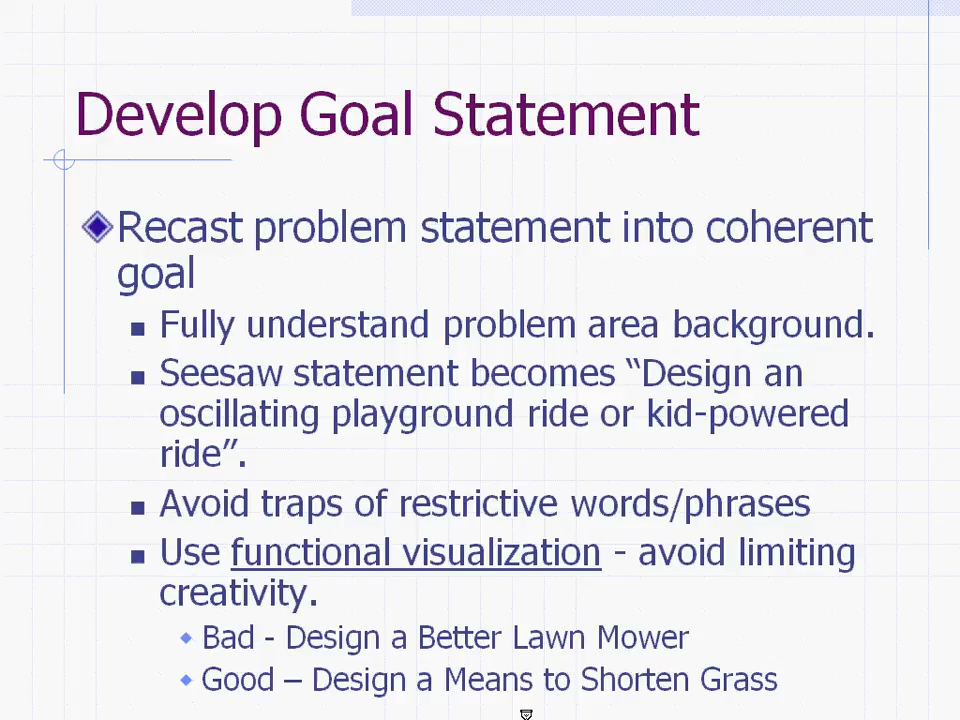 Develop Goal Statement
Recast problem statement into coherent
goal
Fully understand problem area background.
Seesaw statement becomes “Design an
oscillating playground ride or kid-powered
ride”.
Avoid traps of restrictive words/phrases
Use functional visualization - avoid limiting
creativity.
Bad - Design a Better Lawn Mower
Good – Design a Means to Shorten Grass